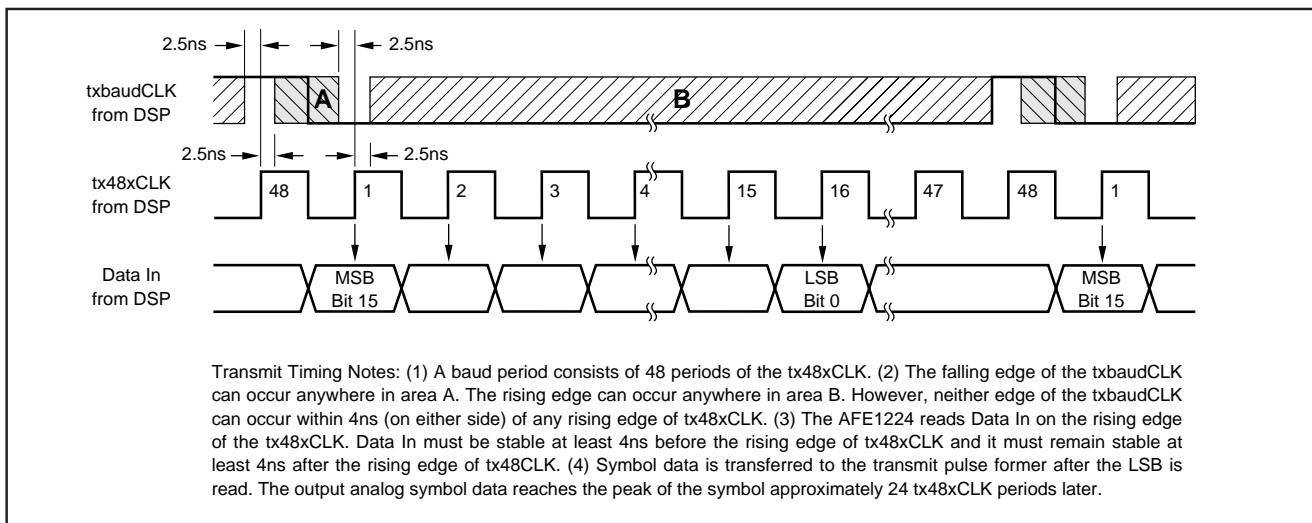 2.5ns
2.5ns
txbaudCLK
from DSP
A
B
2.5ns
2.5ns
tx48xCLK
from DSP
48
1
2
3
4
15
16
47
48
1
Data In
from DSP
MSB
Bit 15
LSB
Bit 0
MSB
Bit 15
Transmit Timing Notes: (1) A baud period consists of 48 periods of the tx48xCLK. (2) The falling edge of the txbaudCLK
can occur anywhere in area A. The rising edge can occur anywhere in area B. However, neither edge of the txbaudCLK
can occur within 4ns (on either side) of any rising edge of tx48xCLK. (3) The AFE1224 reads Data In on the rising edge
of the tx48xCLK. Data In must be stable at least 4ns before the rising edge of tx48xCLK and it must remain stable at
least 4ns after the rising edge of tx48CLK. (4) Symbol data is transferred to the transmit pulse former after the LSB is
read. The output analog symbol data reaches the peak of the symbol approximately 24 tx48xCLK periods later.